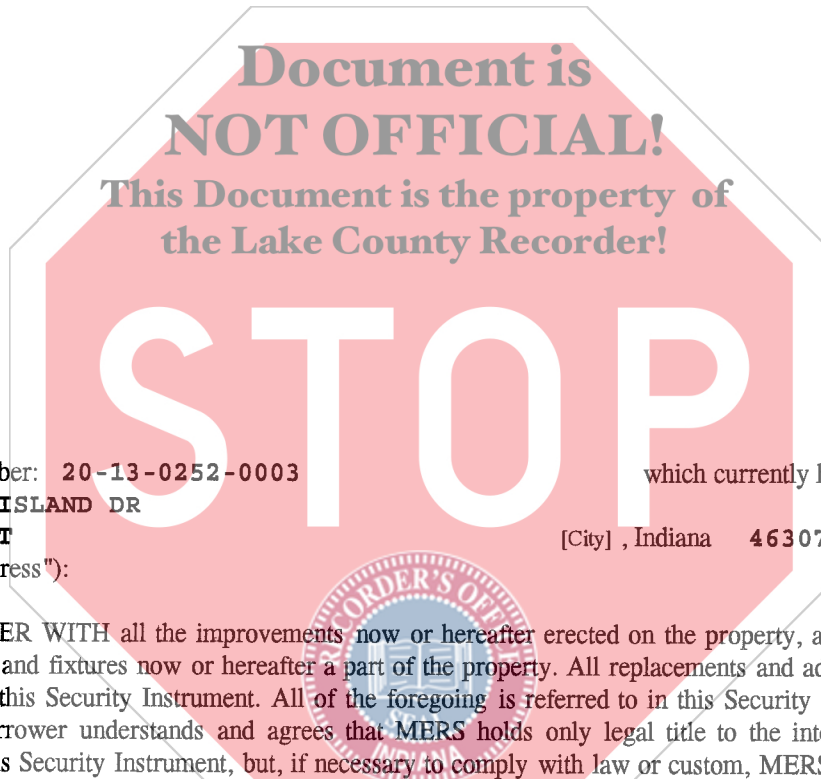 Document is
NOT OFFICIAL!
This Document is the property of
the Lake County Recorder!
STOP
ber: 20-13-0252-0003 which currently h
ISLAND DR
T [City] , Indiana 46307
ress"):
RECORDER'S OFFI
ER WITH all the improvements now or hereafter erected on the property, a
and fixtures now or hereafter a part of the property. All replacements and ad
this Security Instrument. All of the foregoing is referred to in this Security
rrower understands and agrees that MERS holds only legal title to the inte
s Security Instrument, but, if necessary to comply with law or custom, MERS
INDIANA